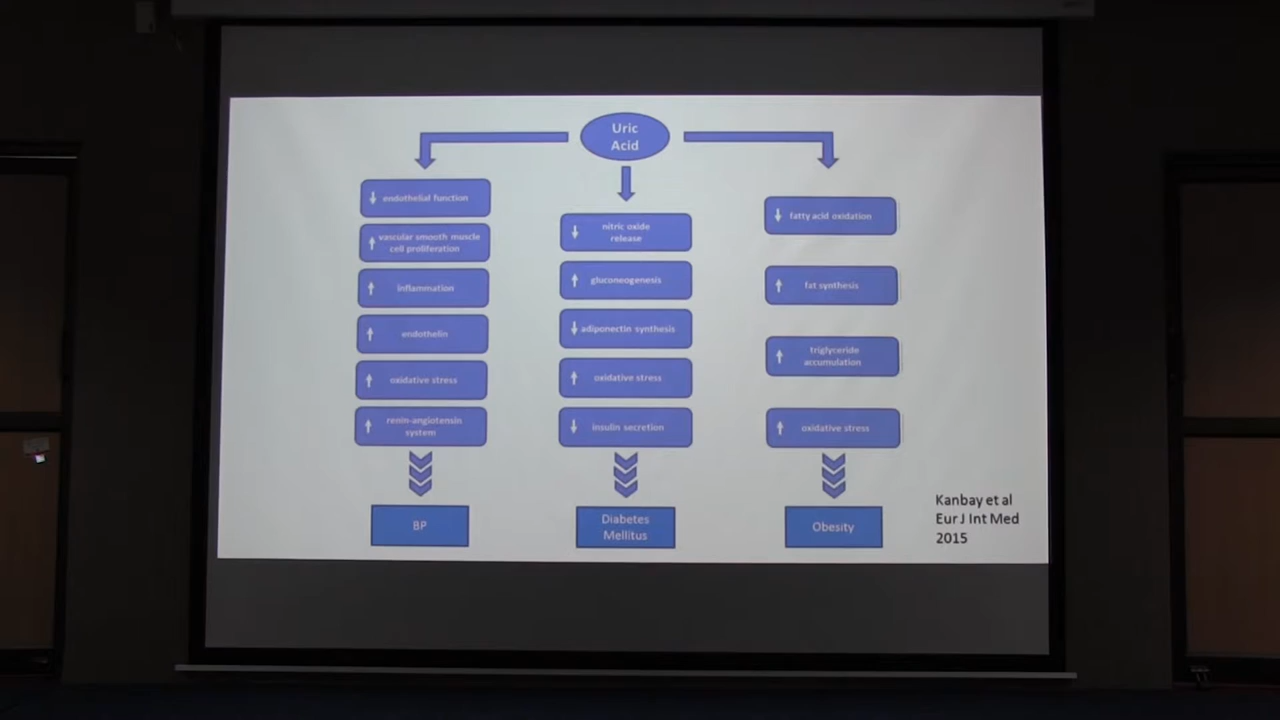 Uric
Acid
↓ endothelial function
↑ vascular smooth muscle
cell proliferation
↑ inflammation
↑ endothelin
↑ oxidative stress
↑ renin-angiotensin
system
BP
↓ nitric oxide
release
↑ gluconeogenesis
↓ adiponectin synthesis
↑ oxidative stress
↓ insulin secretion
Diabetes
Mellitus
↓ fatty acid oxidation
↑ fat synthesis
↑ triglyceride
accumulation
↑ oxidative stress
Obesity
Kanbay et al
Eur J Int Med
2015